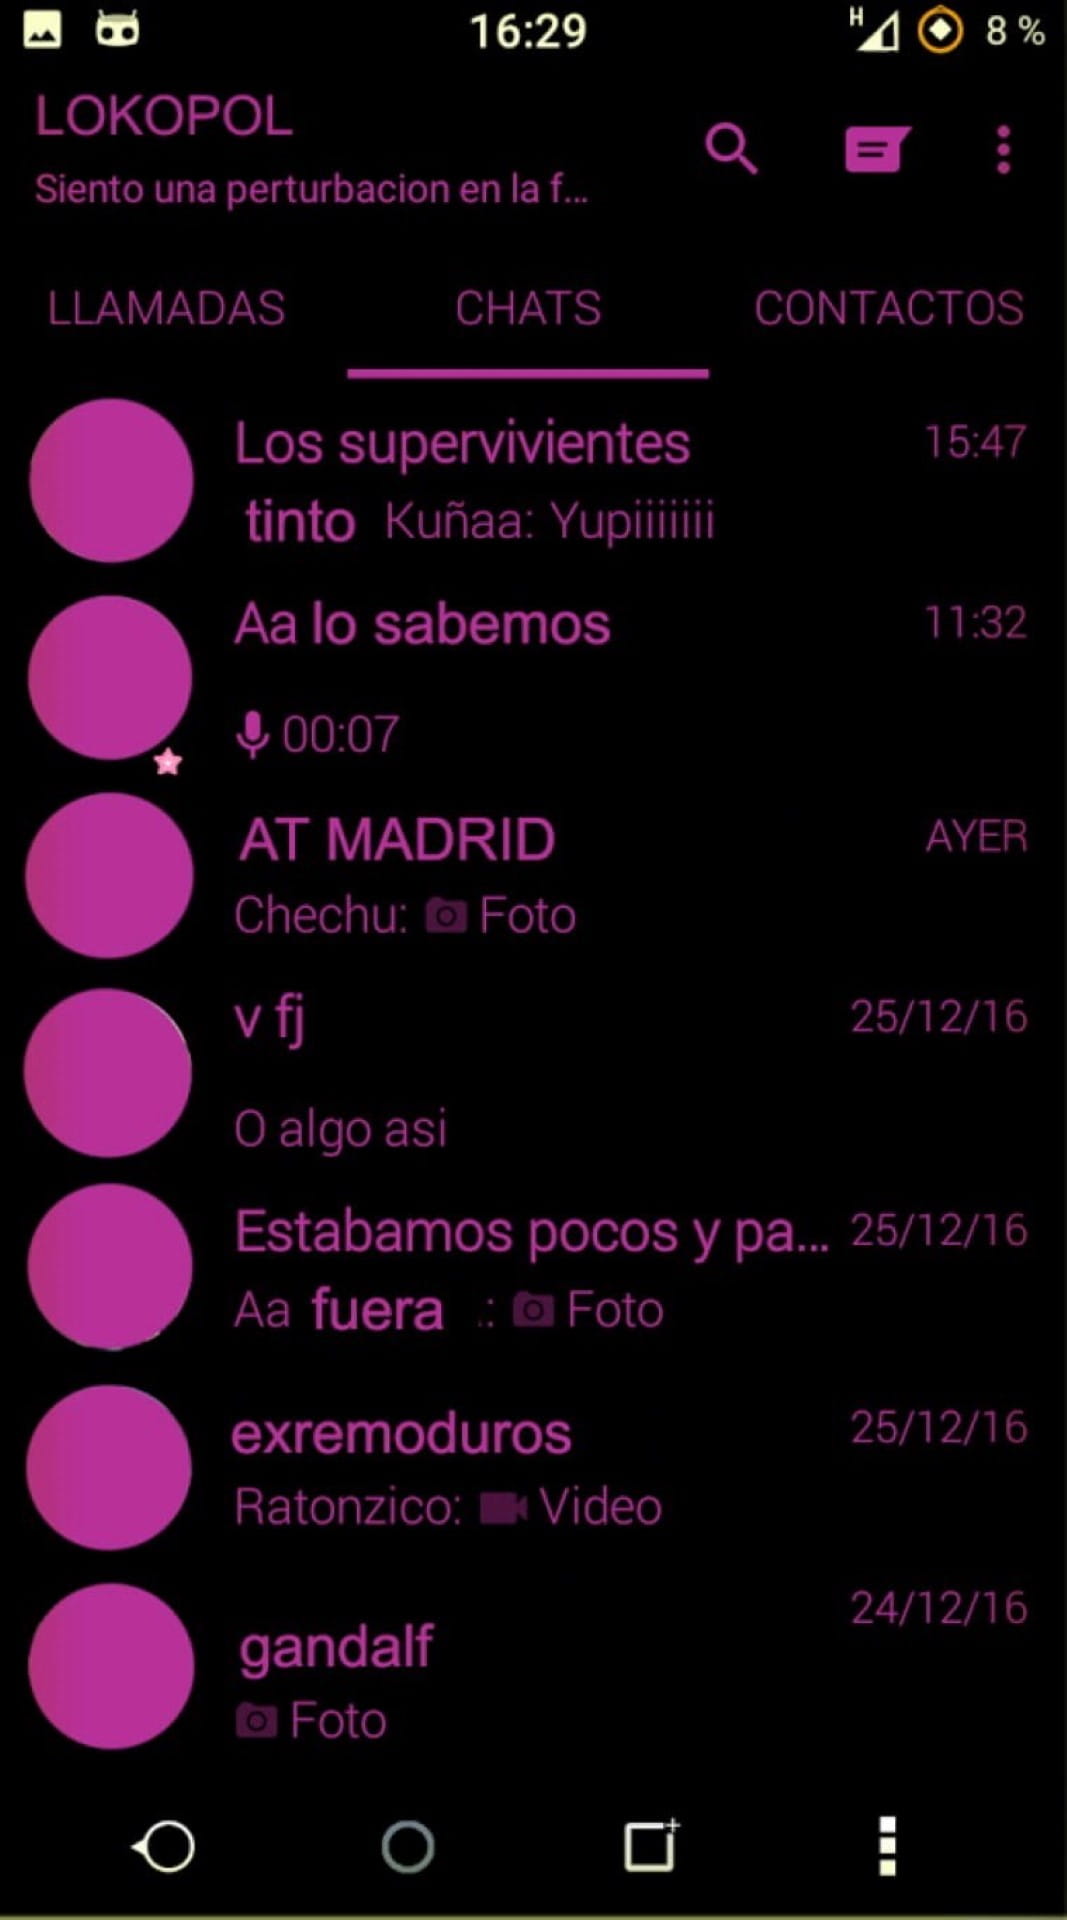 16:29
H
8 %
LOKOPOL
Siento una perturbacion en la f...
LLAMADAS CHATS CONTACTOS
Los supervivientes 15:47
tinto Kuñaa: Yupiiiiiii
Aa lo sabemos 11:32
00:07
AT MADRID AYER
Chechu: Foto
v fj 25/12/16
O algo asi
Estabamos pocos y pa... 25/12/16
Aa fuera .: Foto
exremoduros 25/12/16
Ratonzico: Video
24/12/16
gandalf
Foto